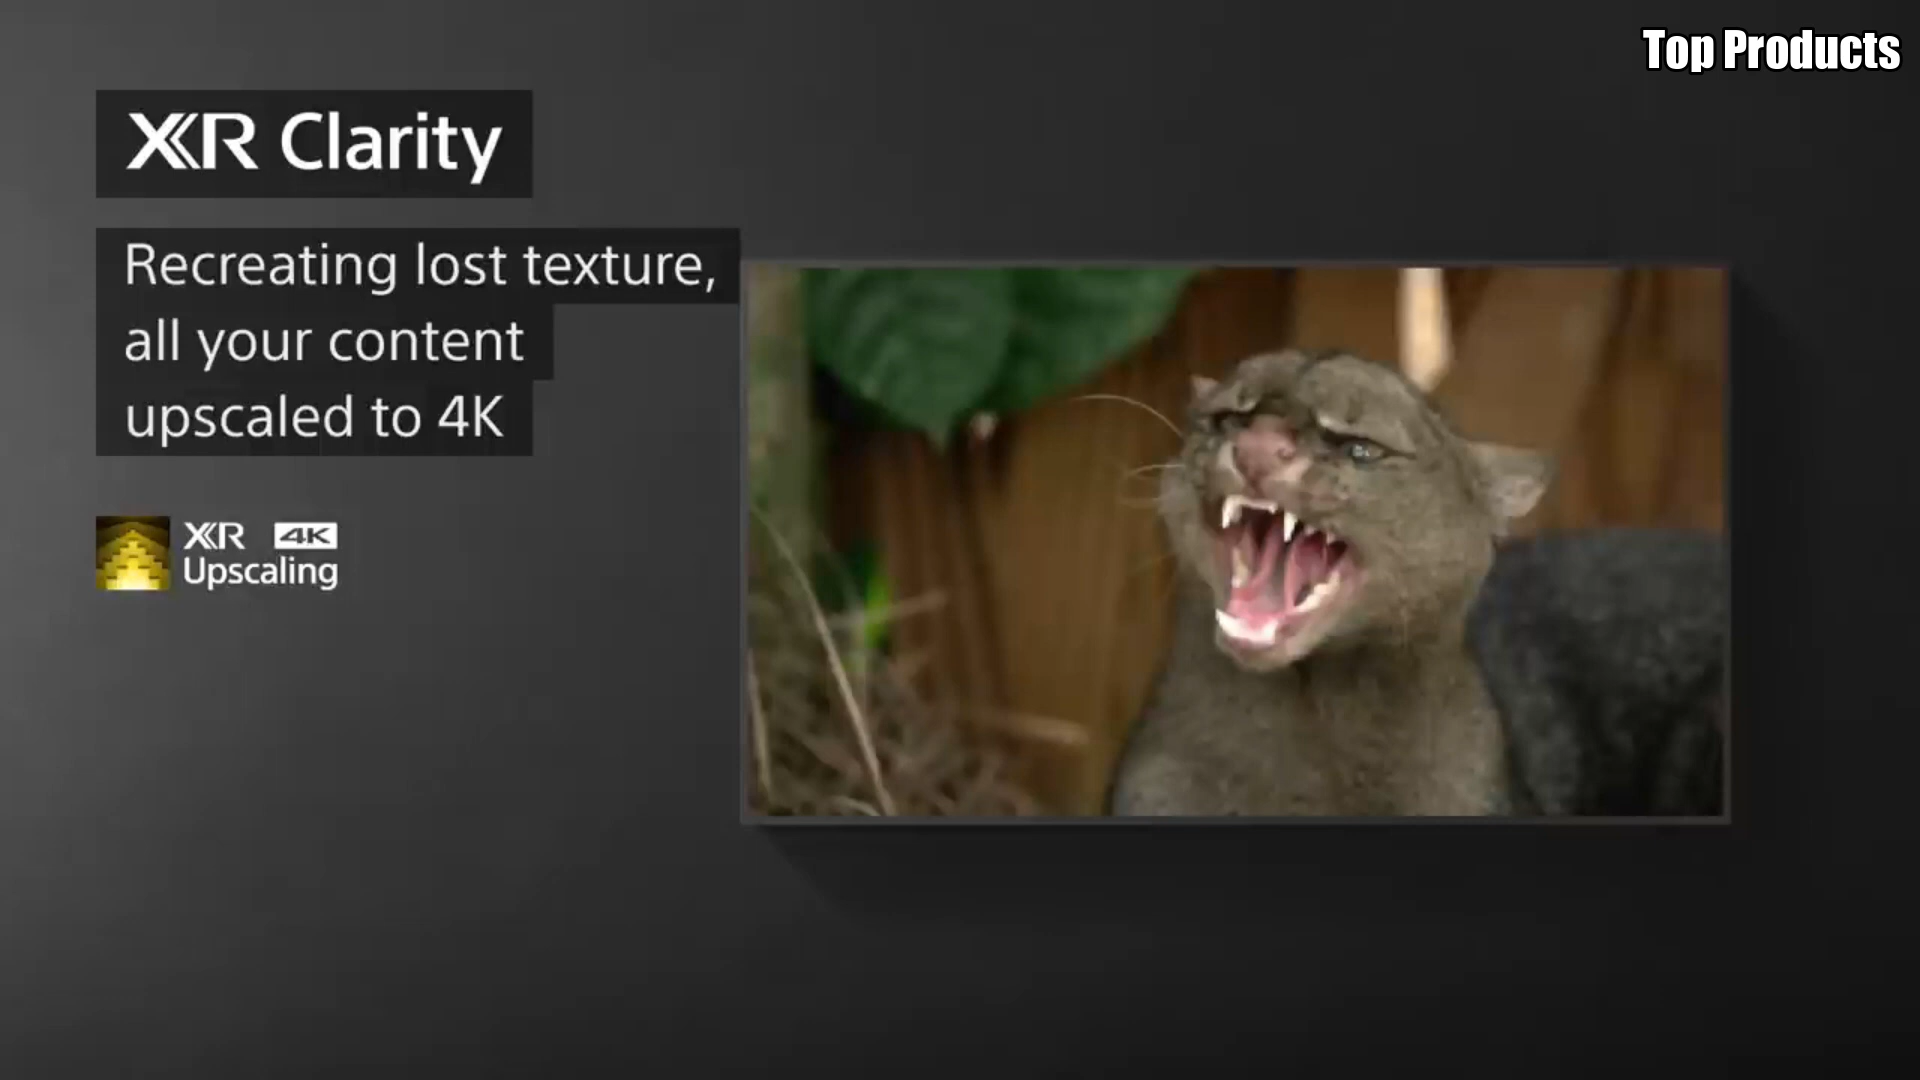 Top Products
XR Clarity
Recreating lost texture,
all your content
upscaled to 4K
XR 4K
Upscaling